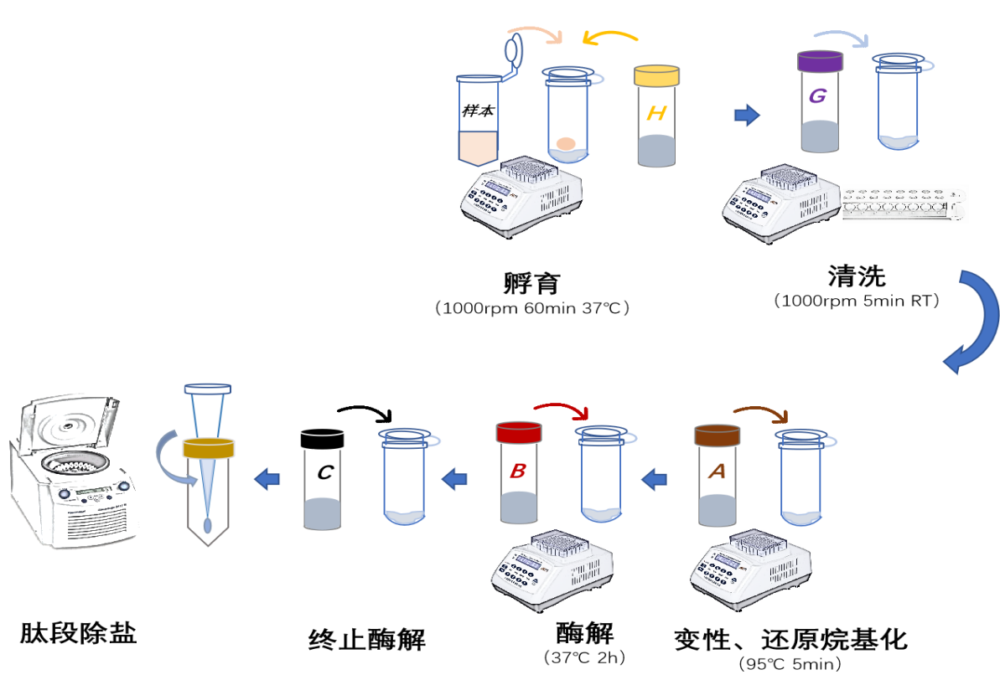 样本
H
G
孵育
(1000rpm 60min 37℃)
清洗
(1000rpm 5min RT)
C
B
A
肽段除盐
终止酶解
酶解
(37℃ 2h)
变性、还原烷基化
(95℃ 5min)